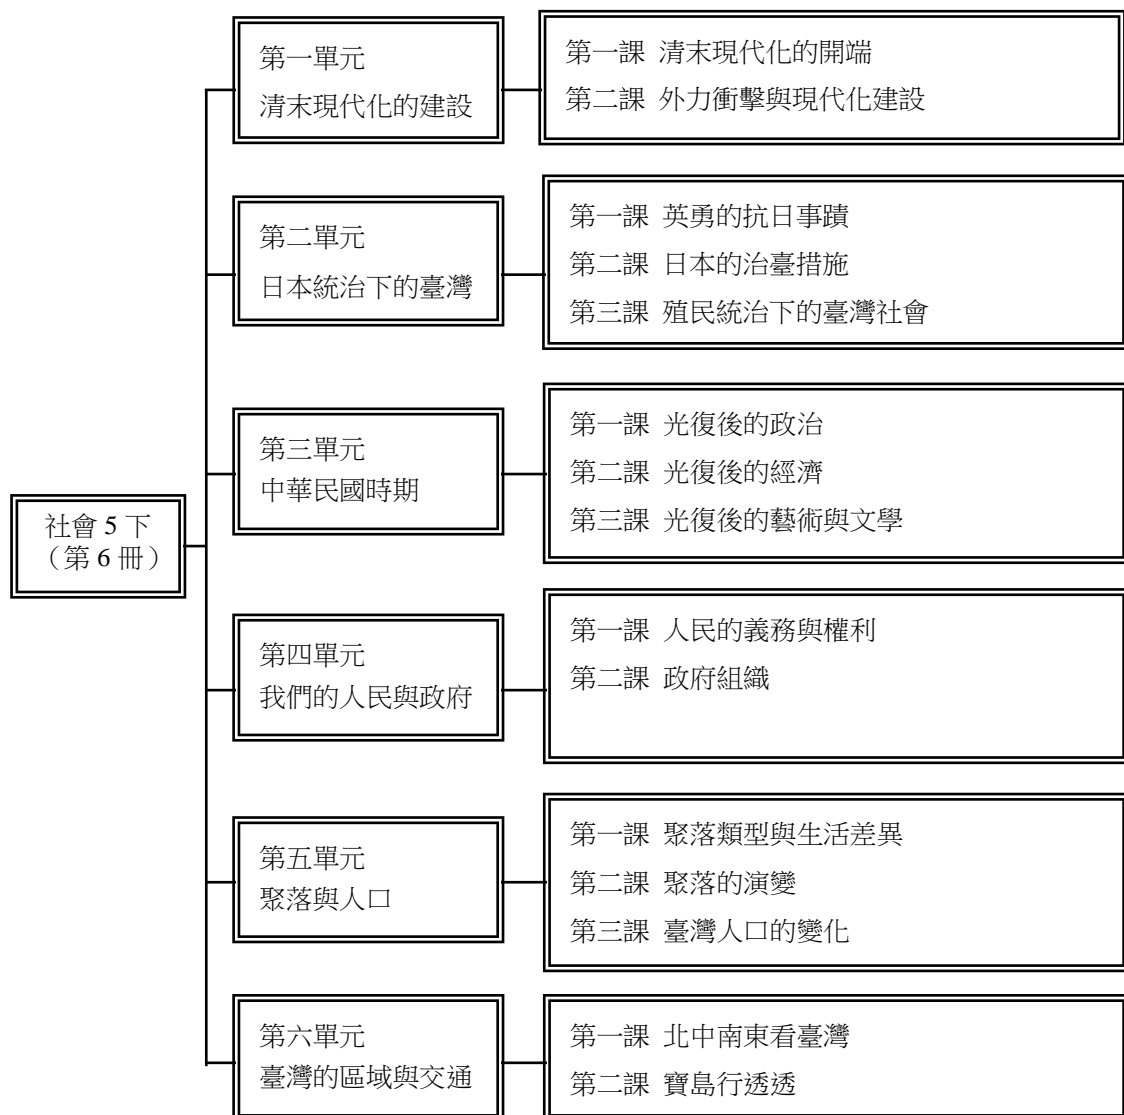 社會 5 下
（第 6 冊）
第一單元
清末現代化的建設
第一課 清末現代化的開端
第二課 外力衝擊與現代化建設
第二單元
日本統治下的臺灣
第一課 英勇的抗日事蹟
第二課 日本的治臺措施
第三課 殖民統治下的臺灣社會
第三單元
中華民國時期
第一課 光復後的政治
第二課 光復後的經濟
第三課 光復後的藝術與文學
第四單元
我們的人民與政府
第一課 人民的義務與權利
第二課 政府組織
第五單元
聚落與人口
第一課 聚落類型與生活差異
第二課 聚落的演變
第三課 臺灣人口的變化
第六單元
臺灣的區域與交通
第一課 北中南東看臺灣
第二課 寶島行透透